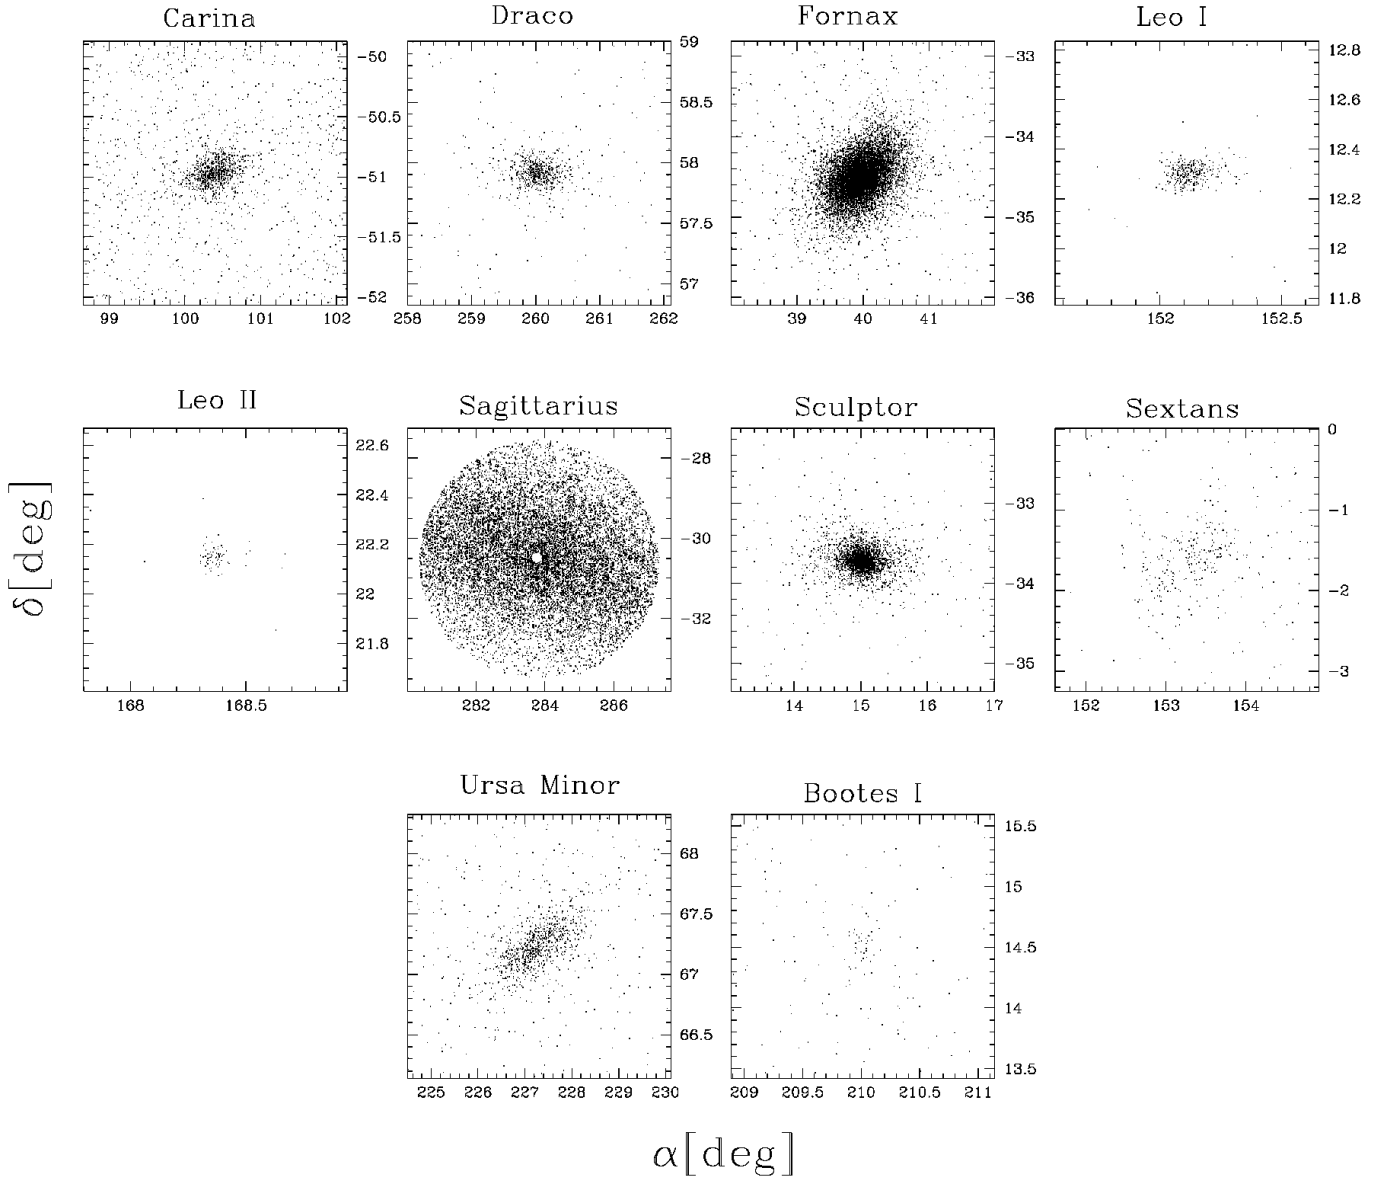 Carina Draco Fornax Leo I
-50 -50.5 -51 -51.5 -52
99 100 101 102
59 58.5 58 57.5 57
258 259 260 261 262
-33 -34 -35 -36
39 40 41
12.8 12.6 12.4 12.2 12 11.8
152 152.5
Leo II Sagittarius Sculptor Sextans
22.6 22.4 22.2 22 21.8
168 168.5
-28 -30 -32
282 284 286
-33 -34 -35
14 15 16 17
0 -1 -2 -3
152 153 154
δ[deg]
Ursa Minor Bootes I
68 67.5 67 66.5
225 226 227 228 229 230
15.5 15 14.5 14 13.5
209 209.5 210 210.5 211
α[deg]